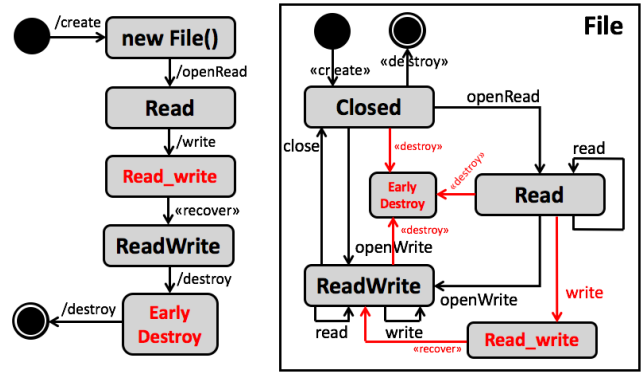 /create
new File()
/openRead
Read
/write
Read_write
«recover»
ReadWrite
/destroy
Early
Destroy
/destroy
File
«create»
«destroy»
Closed
openRead
close
«destroy»
read
«destroy»
Early
Destroy
Read
«destroy»
openWrite
ReadWrite
openWrite
write
read
write
«recover»
Read_write